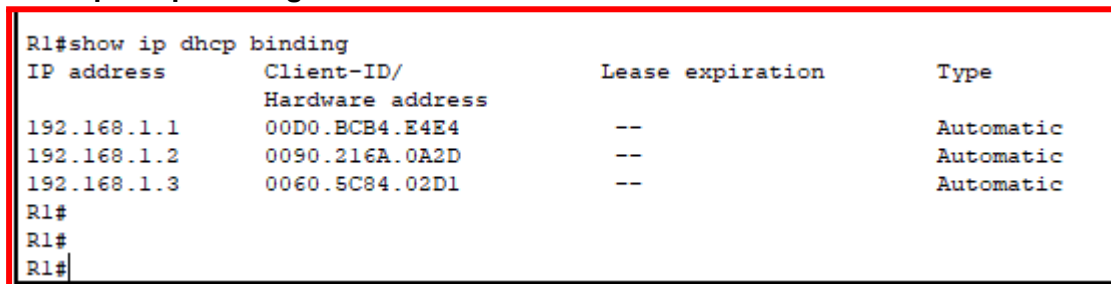 R1#show ip dhcp binding
IP address Client-ID/ Lease expiration Type
Hardware address
192.168.1.1 00D0.BCB4.E4E4 -- Automatic
192.168.1.2 0090.216A.0A2D -- Automatic
192.168.1.3 0060.5C84.02D1 -- Automatic
R1#
R1#
R1#